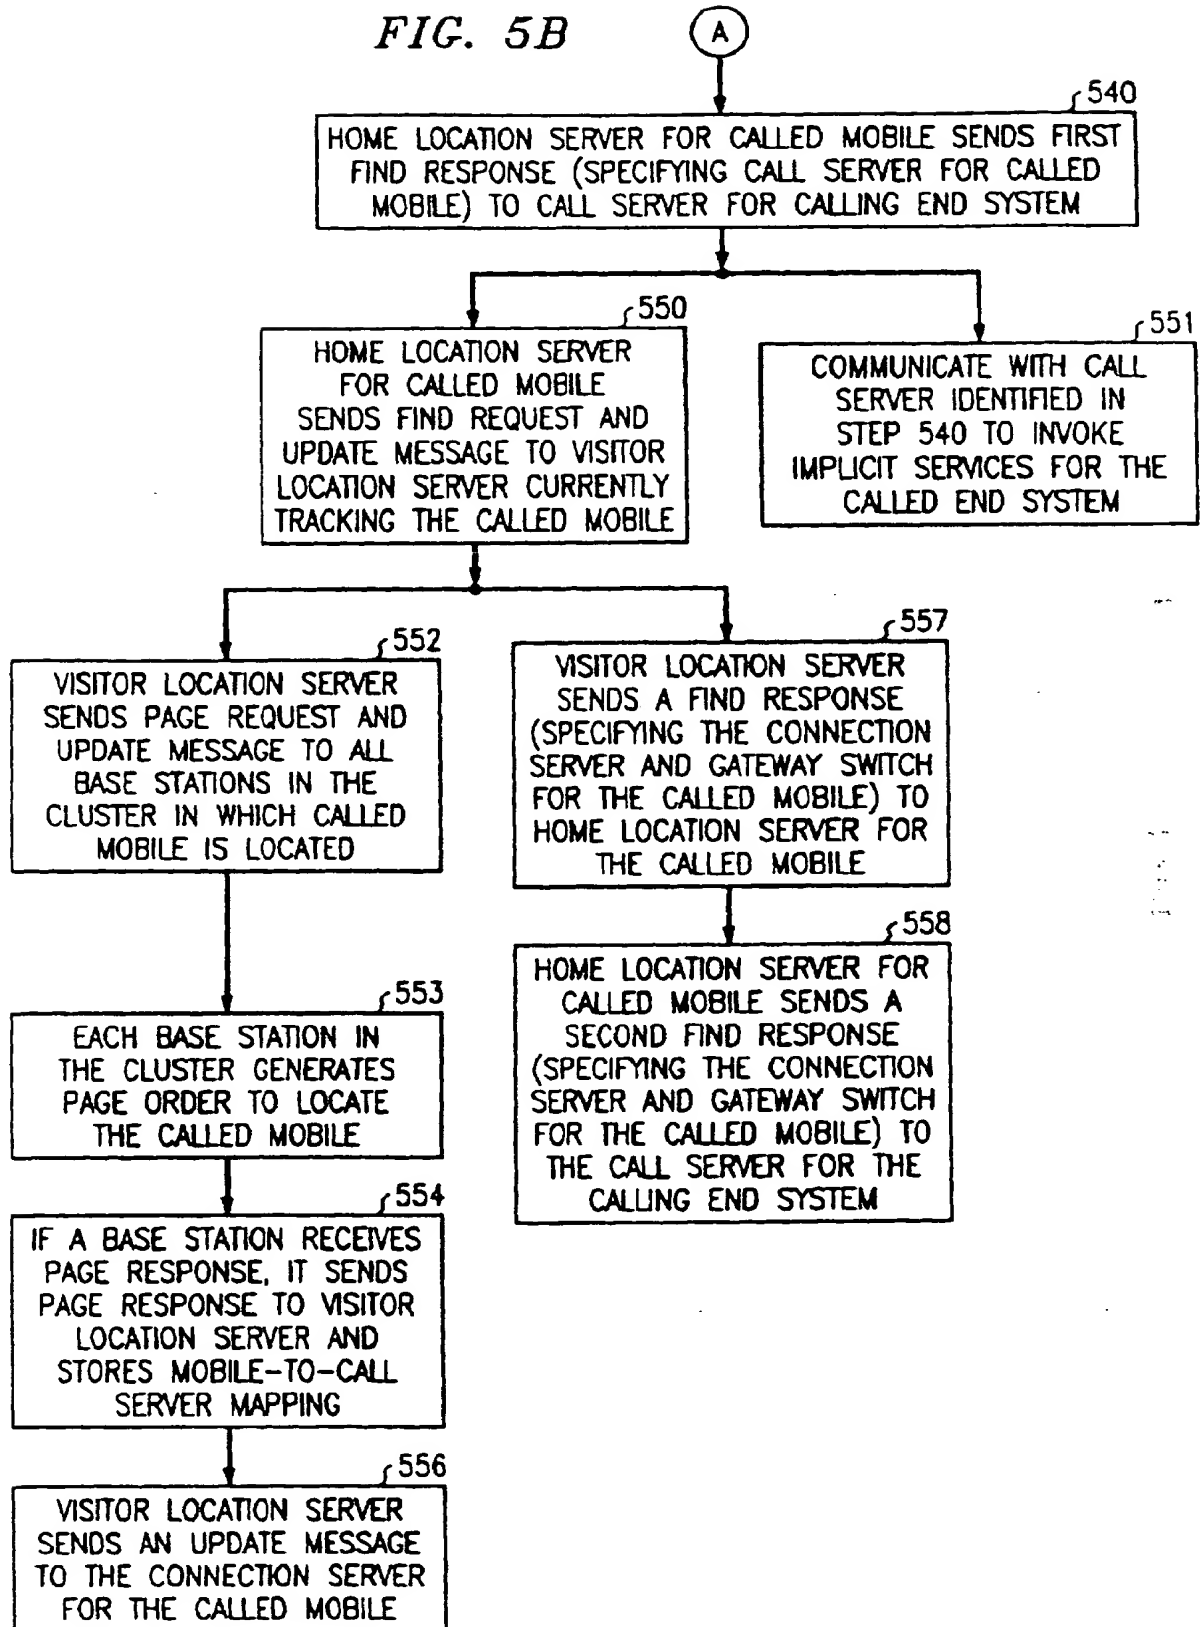 FIG. 5B
A
540
HOME LOCATION SERVER FOR CALLED MOBILE SENDS FIRST
FIND RESPONSE (SPECIFYING CALL SERVER FOR CALLED
MOBILE) TO CALL SERVER FOR CALLING END SYSTEM
550
HOME LOCATION SERVER
FOR CALLED MOBILE
SENDS FIND REQUEST AND
UPDATE MESSAGE TO VISITOR
LOCATION SERVER CURRENTLY
TRACKING THE CALLED MOBILE
551
COMMUNICATE WITH CALL
SERVER IDENTIFIED IN
STEP 540 TO INVOKE
IMPLICIT SERVICES FOR THE
CALLED END SYSTEM
552
VISITOR LOCATION SERVER
SENDS PAGE REQUEST AND
UPDATE MESSAGE TO ALL
BASE STATIONS IN THE
CLUSTER IN WHICH CALLED
MOBILE IS LOCATED
557
VISITOR LOCATION SERVER
SENDS A FIND RESPONSE
(SPECIFYING THE CONNECTION
SERVER AND GATEWAY SWITCH
FOR THE CALLED MOBILE) TO
HOME LOCATION SERVER FOR
THE CALLED MOBILE
553
EACH BASE STATION IN
THE CLUSTER GENERATES
PAGE ORDER TO LOCATE
THE CALLED MOBILE
558
HOME LOCATION SERVER FOR
CALLED MOBILE SENDS A
SECOND FIND RESPONSE
(SPECIFYING THE CONNECTION
SERVER AND GATEWAY SWITCH
FOR THE CALLED MOBILE) TO
THE CALL SERVER FOR THE
CALLING END SYSTEM
554
IF A BASE STATION RECEIVES
PAGE RESPONSE, IT SENDS
PAGE RESPONSE TO VISITOR
LOCATION SERVER AND
STORES MOBILE-TO-CALL
SERVER MAPPING
556
VISITOR LOCATION SERVER
SENDS AN UPDATE MESSAGE
TO THE CONNECTION SERVER
FOR THE CALLED MOBILE